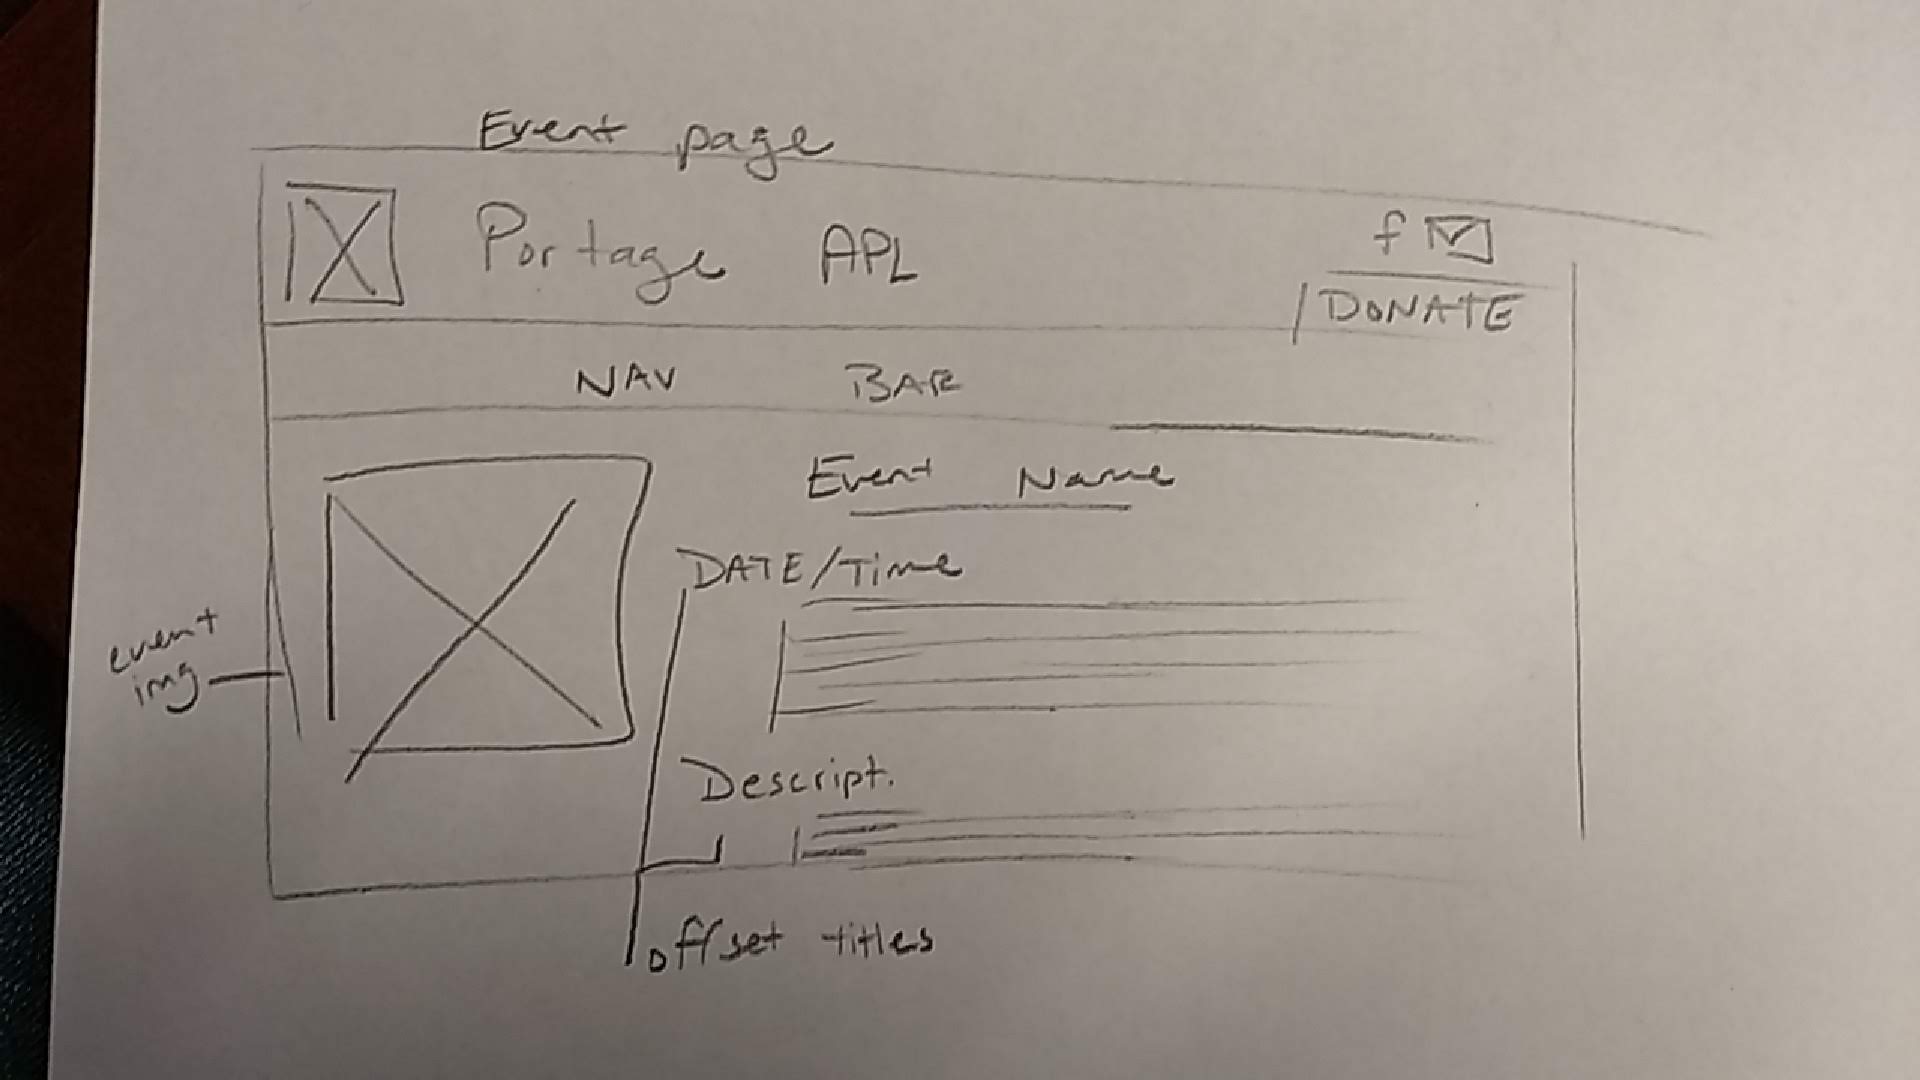 Event page
Portage APL
f
DONATE
NAV BAR
Event Name
DATE/Time
event
img
Descript.
offset titles